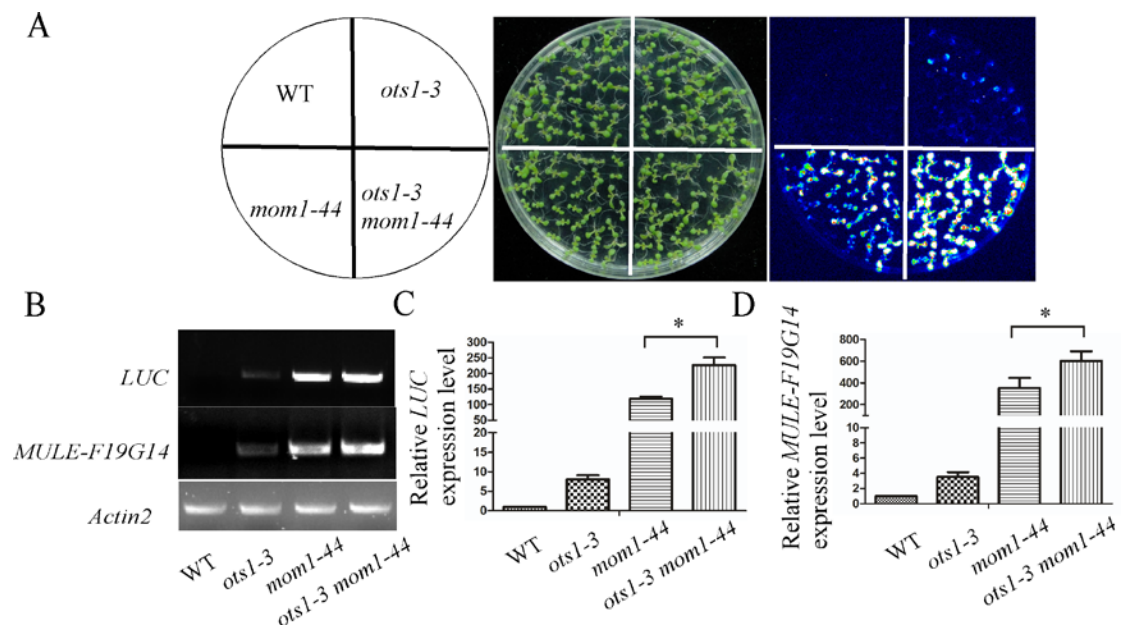 A
WT
ots1-3
mom1-44
ots1-3
mom1-44
B
LUC
MULE-F19G14
Actin2
WT
ots1-3
mom1-44
ots1-3 mom1-44
C
Relative LUC
expression level
300
250
200
150
100
50
20
15
10
5
0
*
WT
ots1-3
mom1-44
ots1-3 mom1-44
D
Relative MULE-F19G14
expression level
800
600
400
200
8
6
4
2
0
*
WT
ots1-3
mom1-44
ots1-3 mom1-44